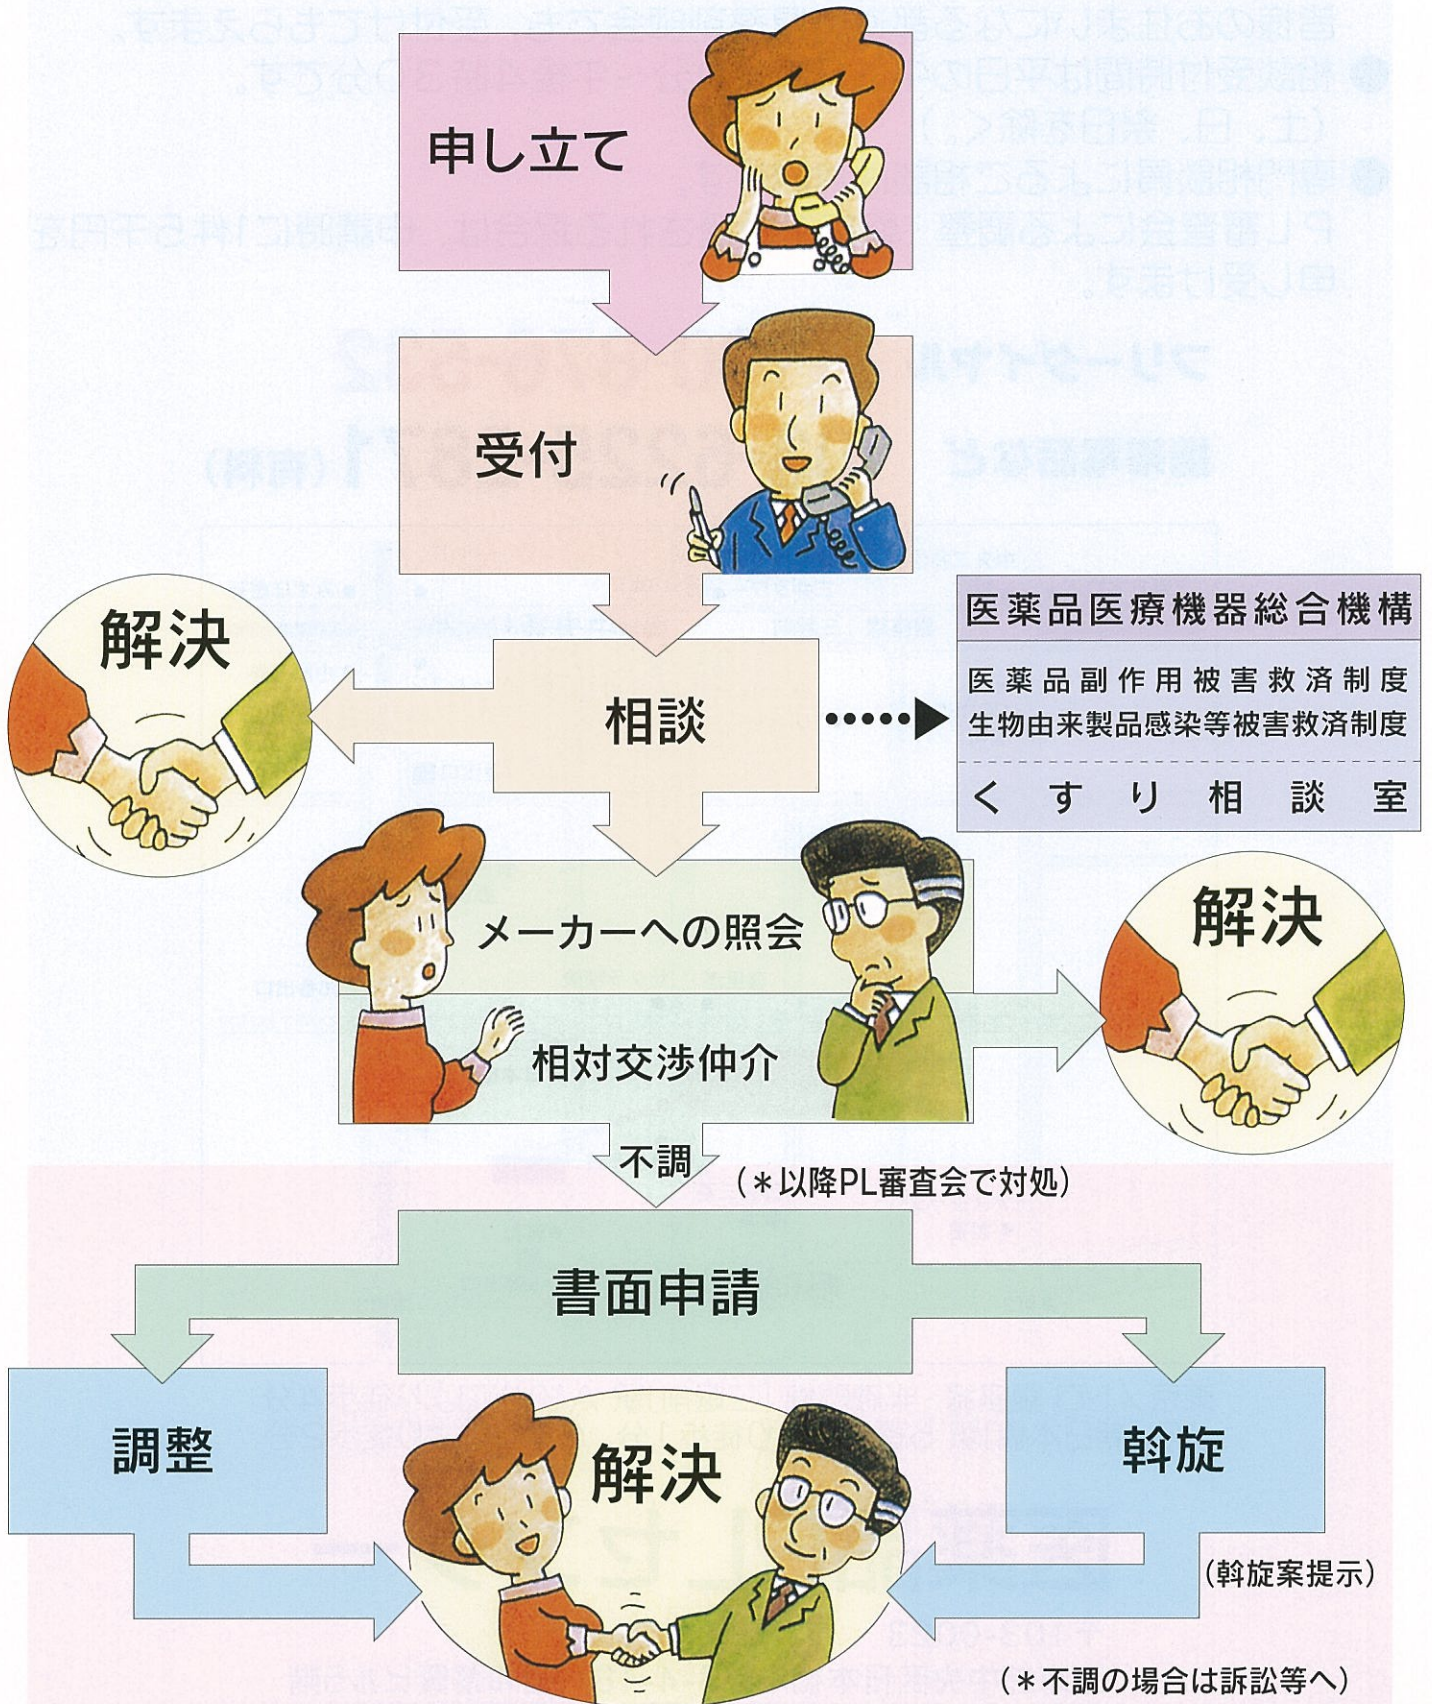 申し立て
受付
解決
相談
医薬品医療機器総合機構
医薬品副作用被害救済制度
生物由来製品感染等被害救済制度
くすり相談室
メーカーへの照会
相対交渉仲介
解決
不調
（＊以降PL審査会で対処）
書面申請
調整
解決
斡旋
（斡旋案提示）
（＊不調の場合は訴訟等へ）